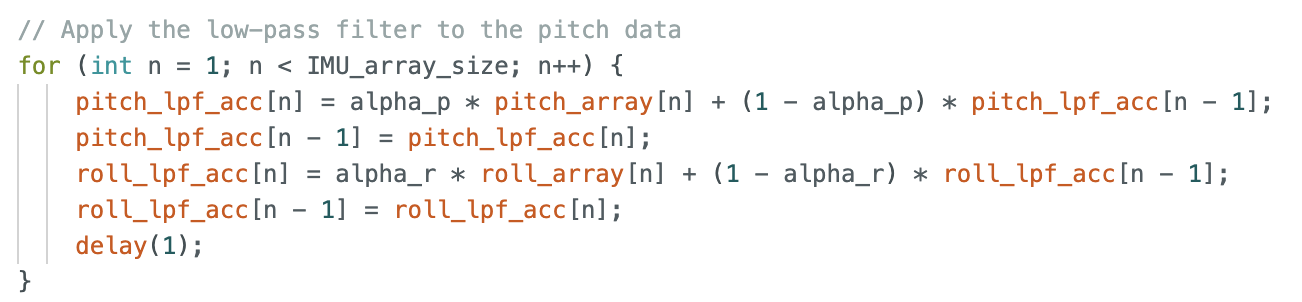 // Apply the low-pass filter to the pitch data
for (int n = 1; n < IMU_array_size; n++) {
    pitch_lpf_acc[n] = alpha_p * pitch_array[n] + (1 - alpha_p) * pitch_lpf_acc[n - 1];
    pitch_lpf_acc[n - 1] = pitch_lpf_acc[n];
    roll_lpf_acc[n] = alpha_r * roll_array[n] + (1 - alpha_r) * roll_lpf_acc[n - 1];
    roll_lpf_acc[n - 1] = roll_lpf_acc[n];
    delay(1);
}